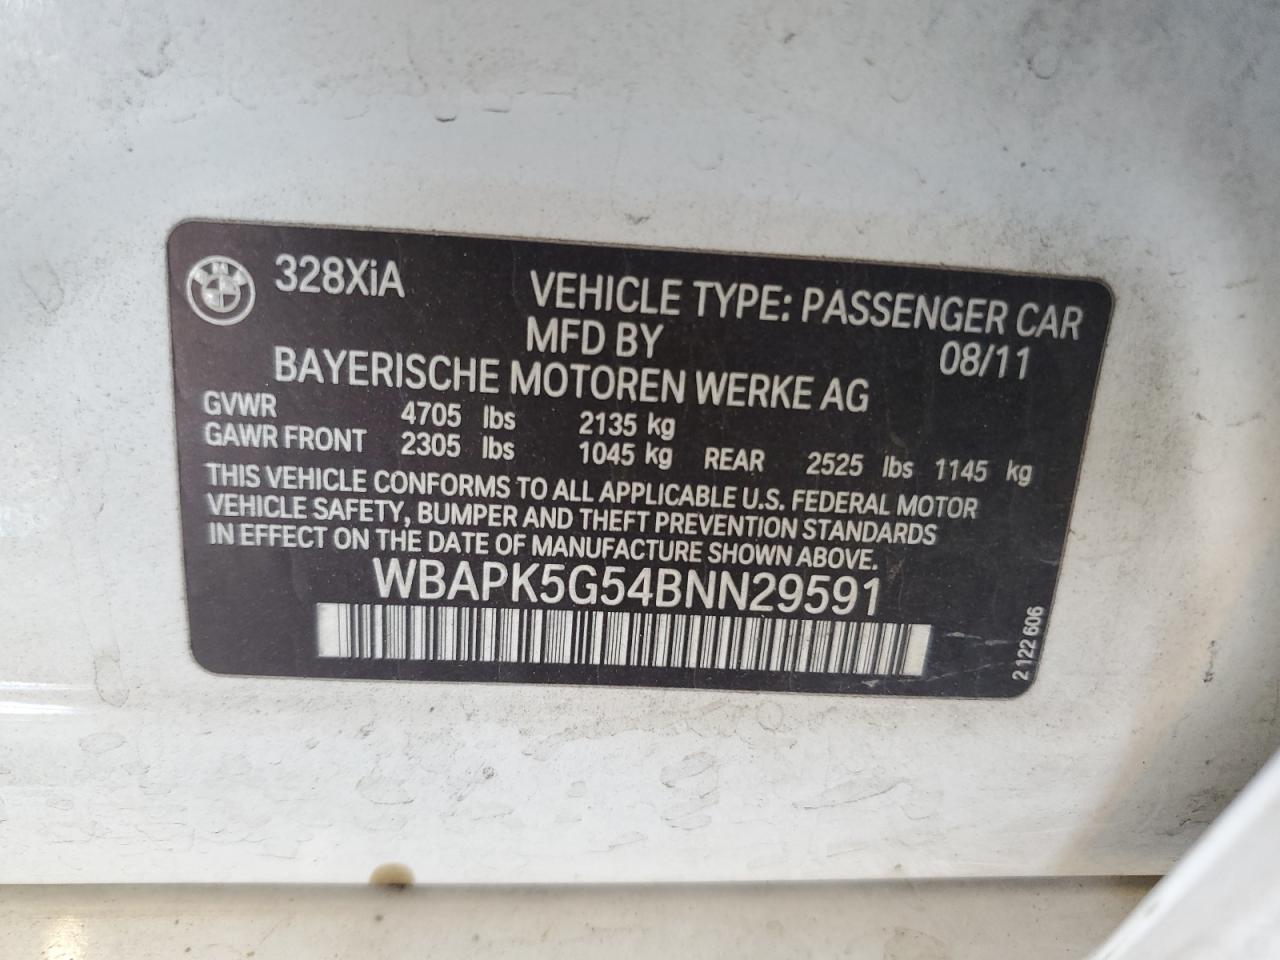 328XiA
VEHICLE TYPE: PASSENGER CAR
MFD BY 08/11
BAYERISCHE MOTOREN WERKE AG
GVWR 4705 lbs 2135 kg
GAWR FRONT 2305 lbs 1045 kg REAR 2525 lbs 1145 kg
THIS VEHICLE CONFORMS TO ALL APPLICABLE U.S. FEDERAL MOTOR
VEHICLE SAFETY, BUMPER AND THEFT PREVENTION STANDARDS
IN EFFECT ON THE DATE OF MANUFACTURE SHOWN ABOVE.
WBAPK5G54BNN29591
2 122 606